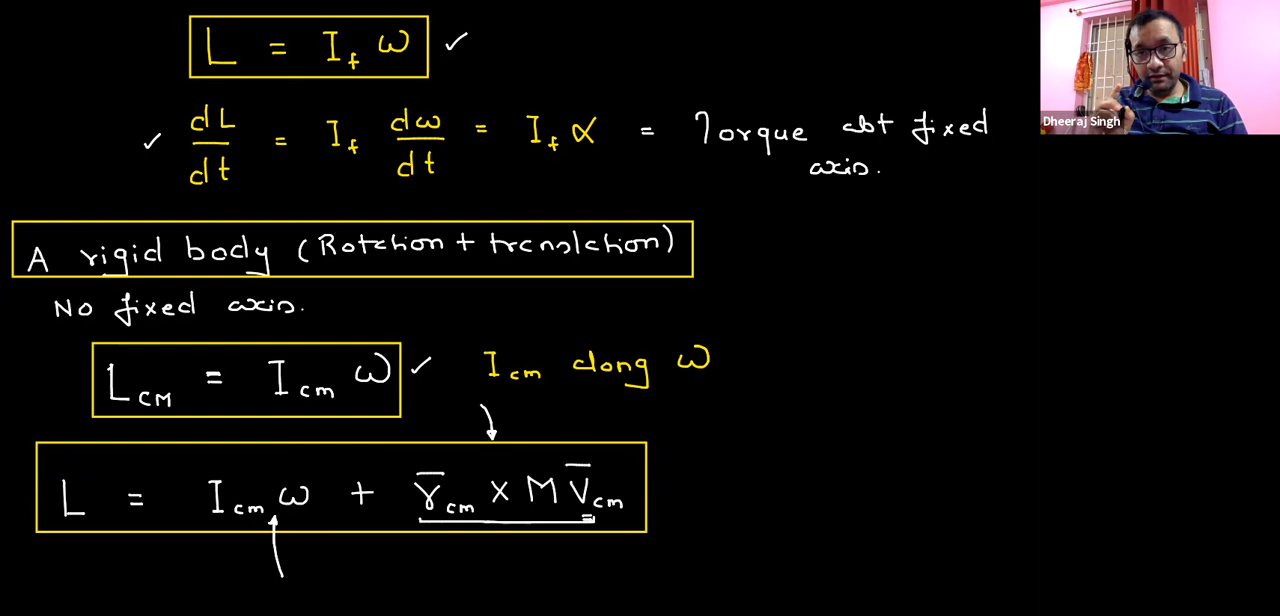 L = I_f ω ✓
✓ dL/dt = I_f dω/dt = I_f α = Torque abt fixed
axis.
Dheeraj Singh
A rigid body (Rotation + translation)
No fixed axis.
L_CM = I_cm ω ✓ I_cm along ω
L = I_cm ω + r̅_cm × M V̅_cm